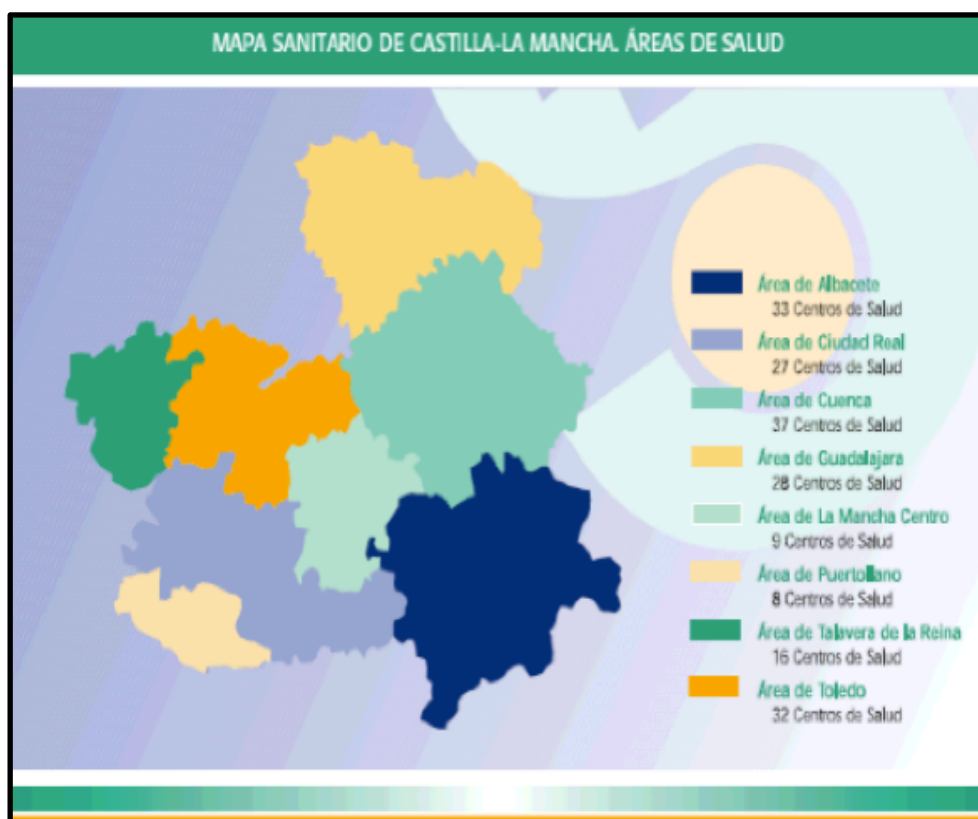 MAPA SANITARIO DE CASTILLA-LA MANCHA. ÁREAS DE SALUD
Área de Albacete
33 Centros de Salud
Área de Ciudad Real
27 Centros de Salud
Área de Cuenca
37 Centros de Salud
Área de Guadalajara
28 Centros de Salud
Área de La Mancha Centro
9 Centros de Salud
Área de Puertollano
8 Centros de Salud
Área de Talavera de la Reina
16 Centros de Salud
Área de Toledo
32 Centros de Salud